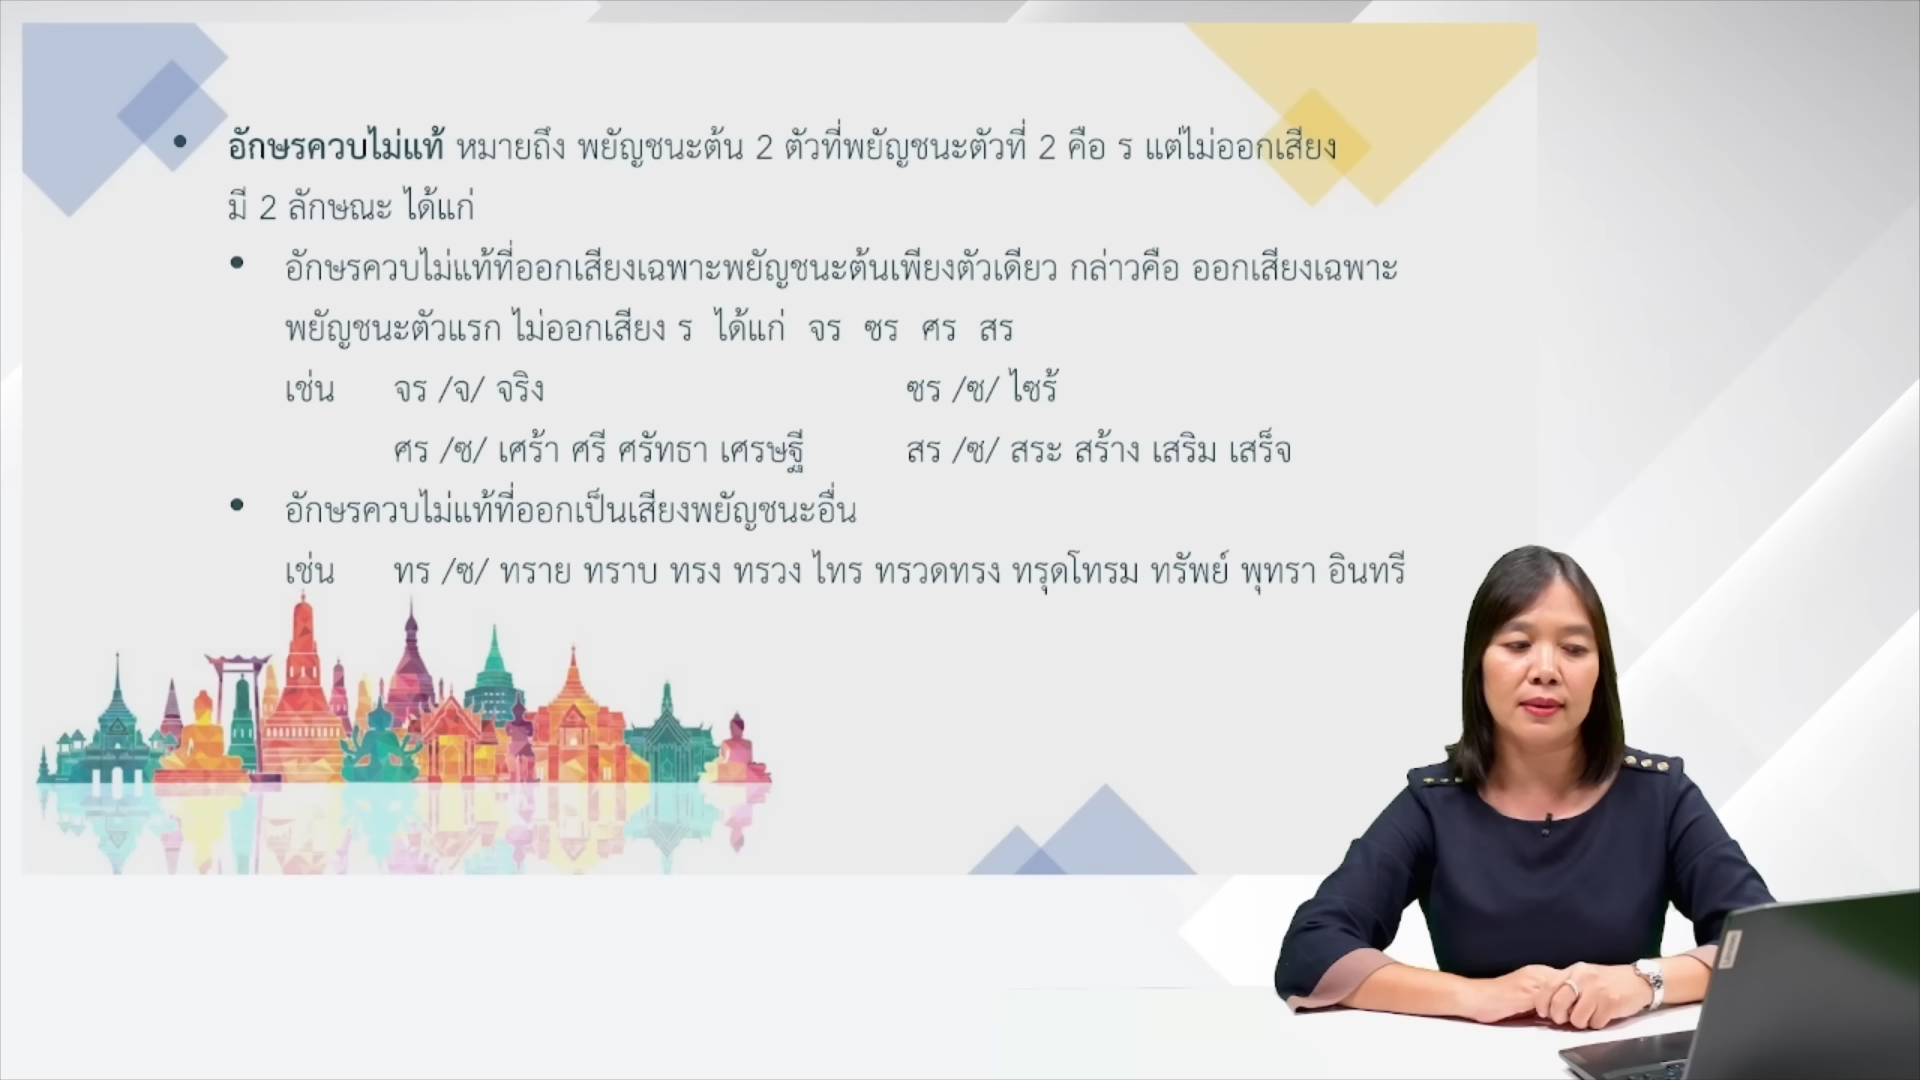 • อักษรควบไม่แท้ หมายถึง พยัญชนะต้น 2 ตัวที่พยัญชนะตัวที่ 2 คือ ร แต่ไม่ออกเสียง
มี 2 ลักษณะ ได้แก่
• อักษรควบไม่แท้ที่ออกเสียงเฉพาะพยัญชนะต้นเพียงตัวเดียว กล่าวคือ ออกเสียงเฉพาะ
พยัญชนะตัวแรก ไม่ออกเสียง ร ได้แก่ จร ซร ศร สร
เช่น จร /จ/ จริง ซร /ซ/ ไซร้
ศร /ซ/ เศร้า ศรี ศรัทธา เศรษฐี สร /ซ/ สระ สร้าง เสริม เสร็จ
• อักษรควบไม่แท้ที่ออกเป็นเสียงพยัญชนะอื่น
เช่น ทร /ซ/ ทราย ทราบ ทรง ทรวง ไทร ทรวดทรง ทรุดโทรม ทรัพย์ พุทรา อินทรี